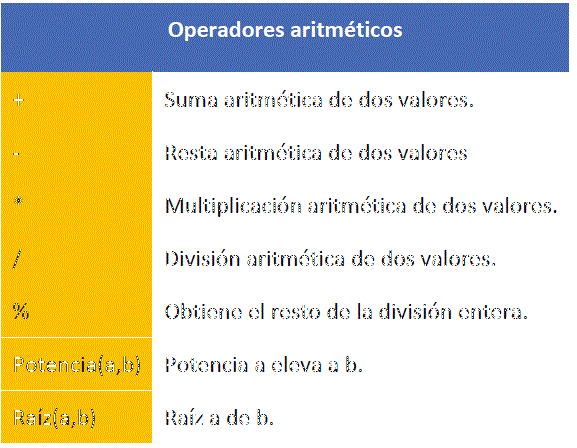 Operadores aritméticos
+ Suma aritmética de dos valores.
- Resta aritmética de dos valores
* Multiplicación aritmética de dos valores.
/ División aritmética de dos valores.
% Obtiene el resto de la división entera.
Potencia(a,b) Potencia a eleva a b.
Raíz(a,b) Raíz a de b.